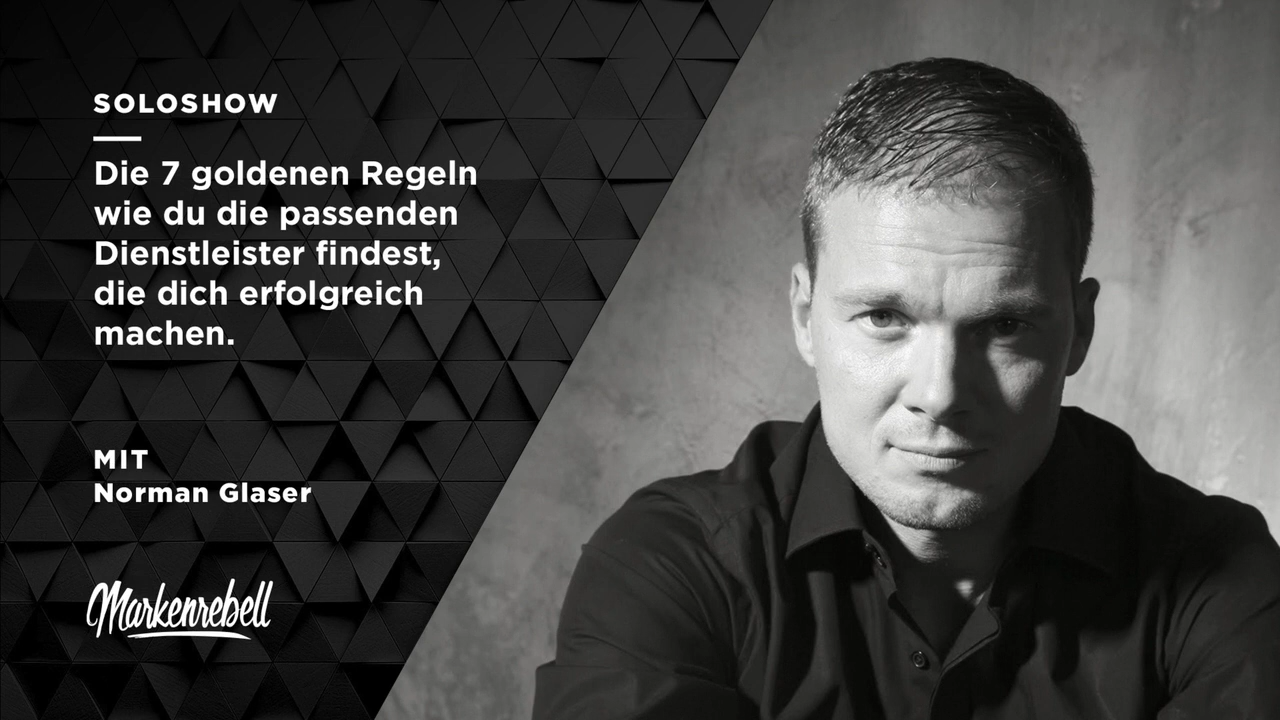 SOLOSHOW
Die 7 goldenen Regeln
wie du die passenden
Dienstleister findest,
die dich erfolgreich
machen.
MIT
Norman Glaser
Markenrebell